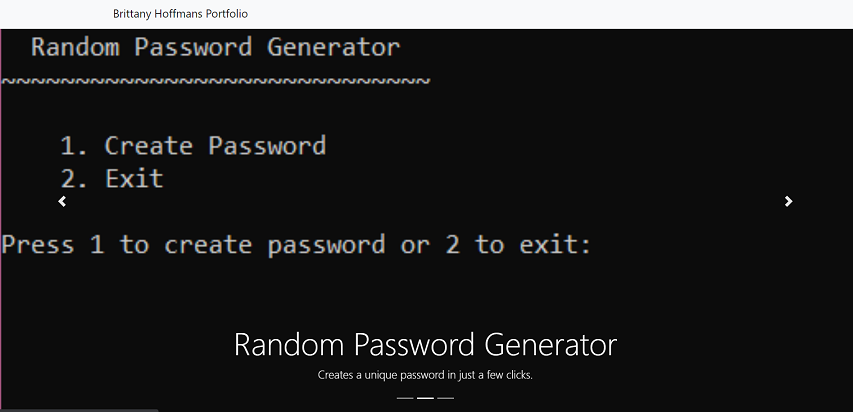 Brittany Hoffmans Portfolio
Random Password Generator
~~~~~~~~~~~~~~~~~~~~~~~~~~~~~
1. Create Password
2. Exit
Press 1 to create password or 2 to exit:
Random Password Generator
Creates a unique password in just a few clicks.